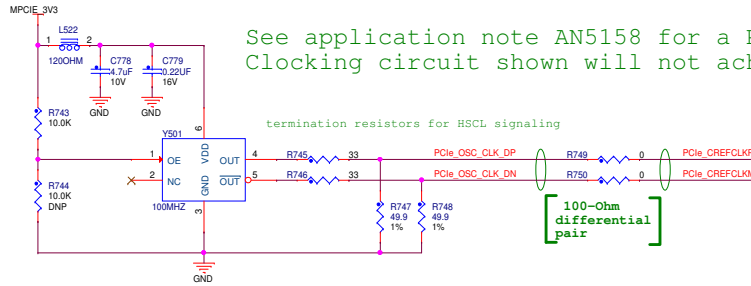 MPCIE_3V3
L522
1
2
120OHM
C778
4.7uF
10V
C779
0.22UF
16V
GND
GND
See application note AN5158 for a
Clocking circuit shown will not
termination resistors for HSCL signaling
R743
10.0K
R744
10.0K
DNP
Y501
6
VDD
1
OE
OUT
4
2
NC
OUT
5
GND
3
100MHZ
GND
R745
33
PCIe_OSC_CLK_DP
R746
33
PCIe_OSC_CLK_DN
R747
49.9
1%
R748
49.9
1%
R749
0
R750
0
100-Ohm
differential
pair